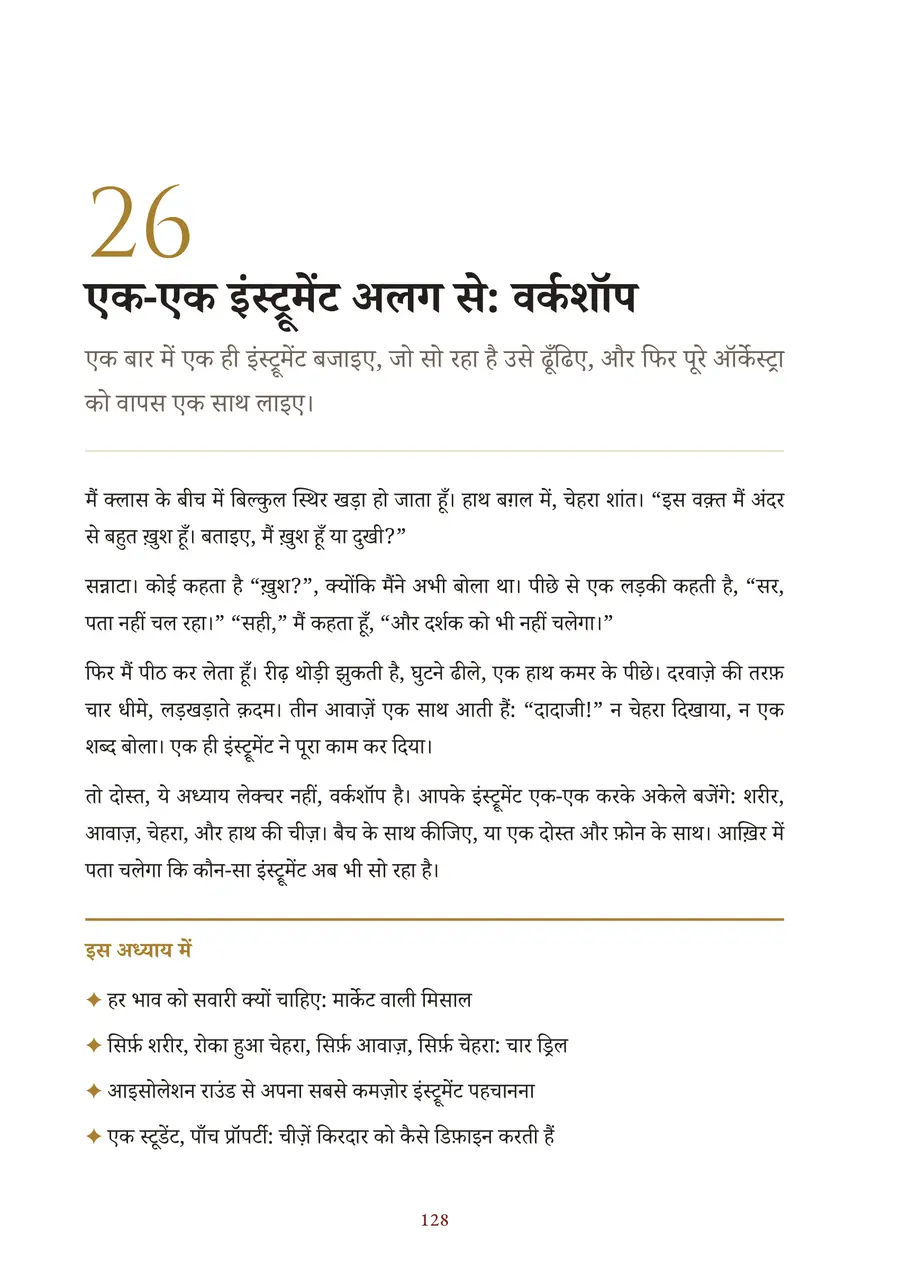 26
एक-एक इंस्ट्रूमेंट अलग से: वर्कशॉप
एक बार में एक ही इंस्ट्रूमेंट बजाइए, जो सो रहा है उसे ढूँढिए, और फिर पूरे ऑर्केस्ट्रा
को वापस एक साथ लाइए।
मैं क्लास के बीच में बिल्कुल स्थिर खड़ा हो जाता हूँ। हाथ बग़ल में, चेहरा शांत। “इस वक़्त मैं अंदर
से बहुत ख़ुश हूँ। बताइए, मैं ख़ुश हूँ या दुखी?”
सन्नाटा। कोई कहता है “ख़ुश?”, क्योंकि मैंने अभी बोला था। पीछे से एक लड़की कहती है, “सर,
पता नहीं चल रहा।” “सही,” मैं कहता हूँ, “और दर्शक को भी नहीं चलेगा।”
फिर मैं पीठ कर लेता हूँ। रीढ़ थोड़ी झुकती है, घुटने ढीले, एक हाथ कमर के पीछे। दरवाज़े की तरफ़
चार धीमे, लड़खड़ाते क़दम। तीन आवाज़ें एक साथ आती हैं: “दादाजी!” न चेहरा दिखाया, न एक
शब्द बोला। एक ही इंस्ट्रूमेंट ने पूरा काम कर दिया।
तो दोस्त, ये अध्याय लेक्चर नहीं, वर्कशॉप है। आपके इंस्ट्रूमेंट एक-एक करके अकेले बजेंगे: शरीर,
आवाज़, चेहरा, और हाथ की चीज़। बैच के साथ कीजिए, या एक दोस्त और फ़ोन के साथ। आख़िर में
पता चलेगा कि कौन-सा इंस्ट्रूमेंट अब भी सो रहा है।
इस अध्याय में
✦ हर भाव को सवारी क्यों चाहिए: मार्केट वाली मिसाल
✦ सिर्फ़ शरीर, रोका हुआ चेहरा, सिर्फ़ आवाज़, सिर्फ़ चेहरा: चार ड्रिल
✦ आइसोलेशन राउंड से अपना सबसे कमज़ोर इंस्ट्रूमेंट पहचानना
✦ एक स्टूडेंट, पाँच प्रॉपर्टी: चीज़ें किरदार को कैसे डिफ़ाइन करती हैं
128